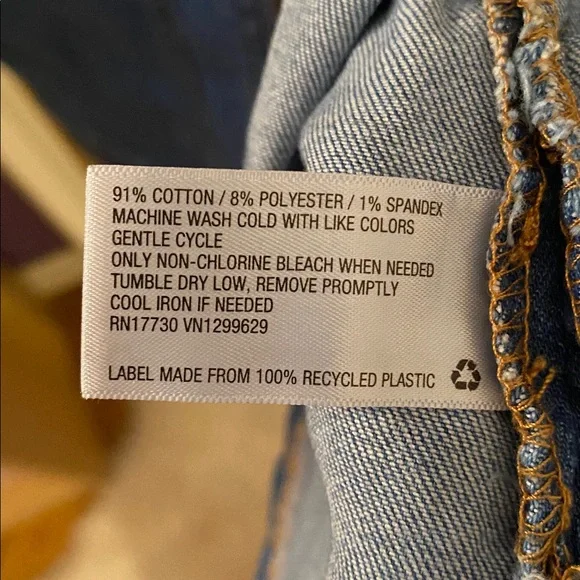 91% COTTON / 8% POLYESTER / 1% SPANDEX
MACHINE WASH COLD WITH LIKE COLORS
GENTLE CYCLE
ONLY NON-CHLORINE BLEACH WHEN NEEDED
TUMBLE DRY LOW, REMOVE PROMPTLY
COOL IRON IF NEEDED
RN17730 VN1299629
LABEL MADE FROM 100% RECYCLED PLASTIC